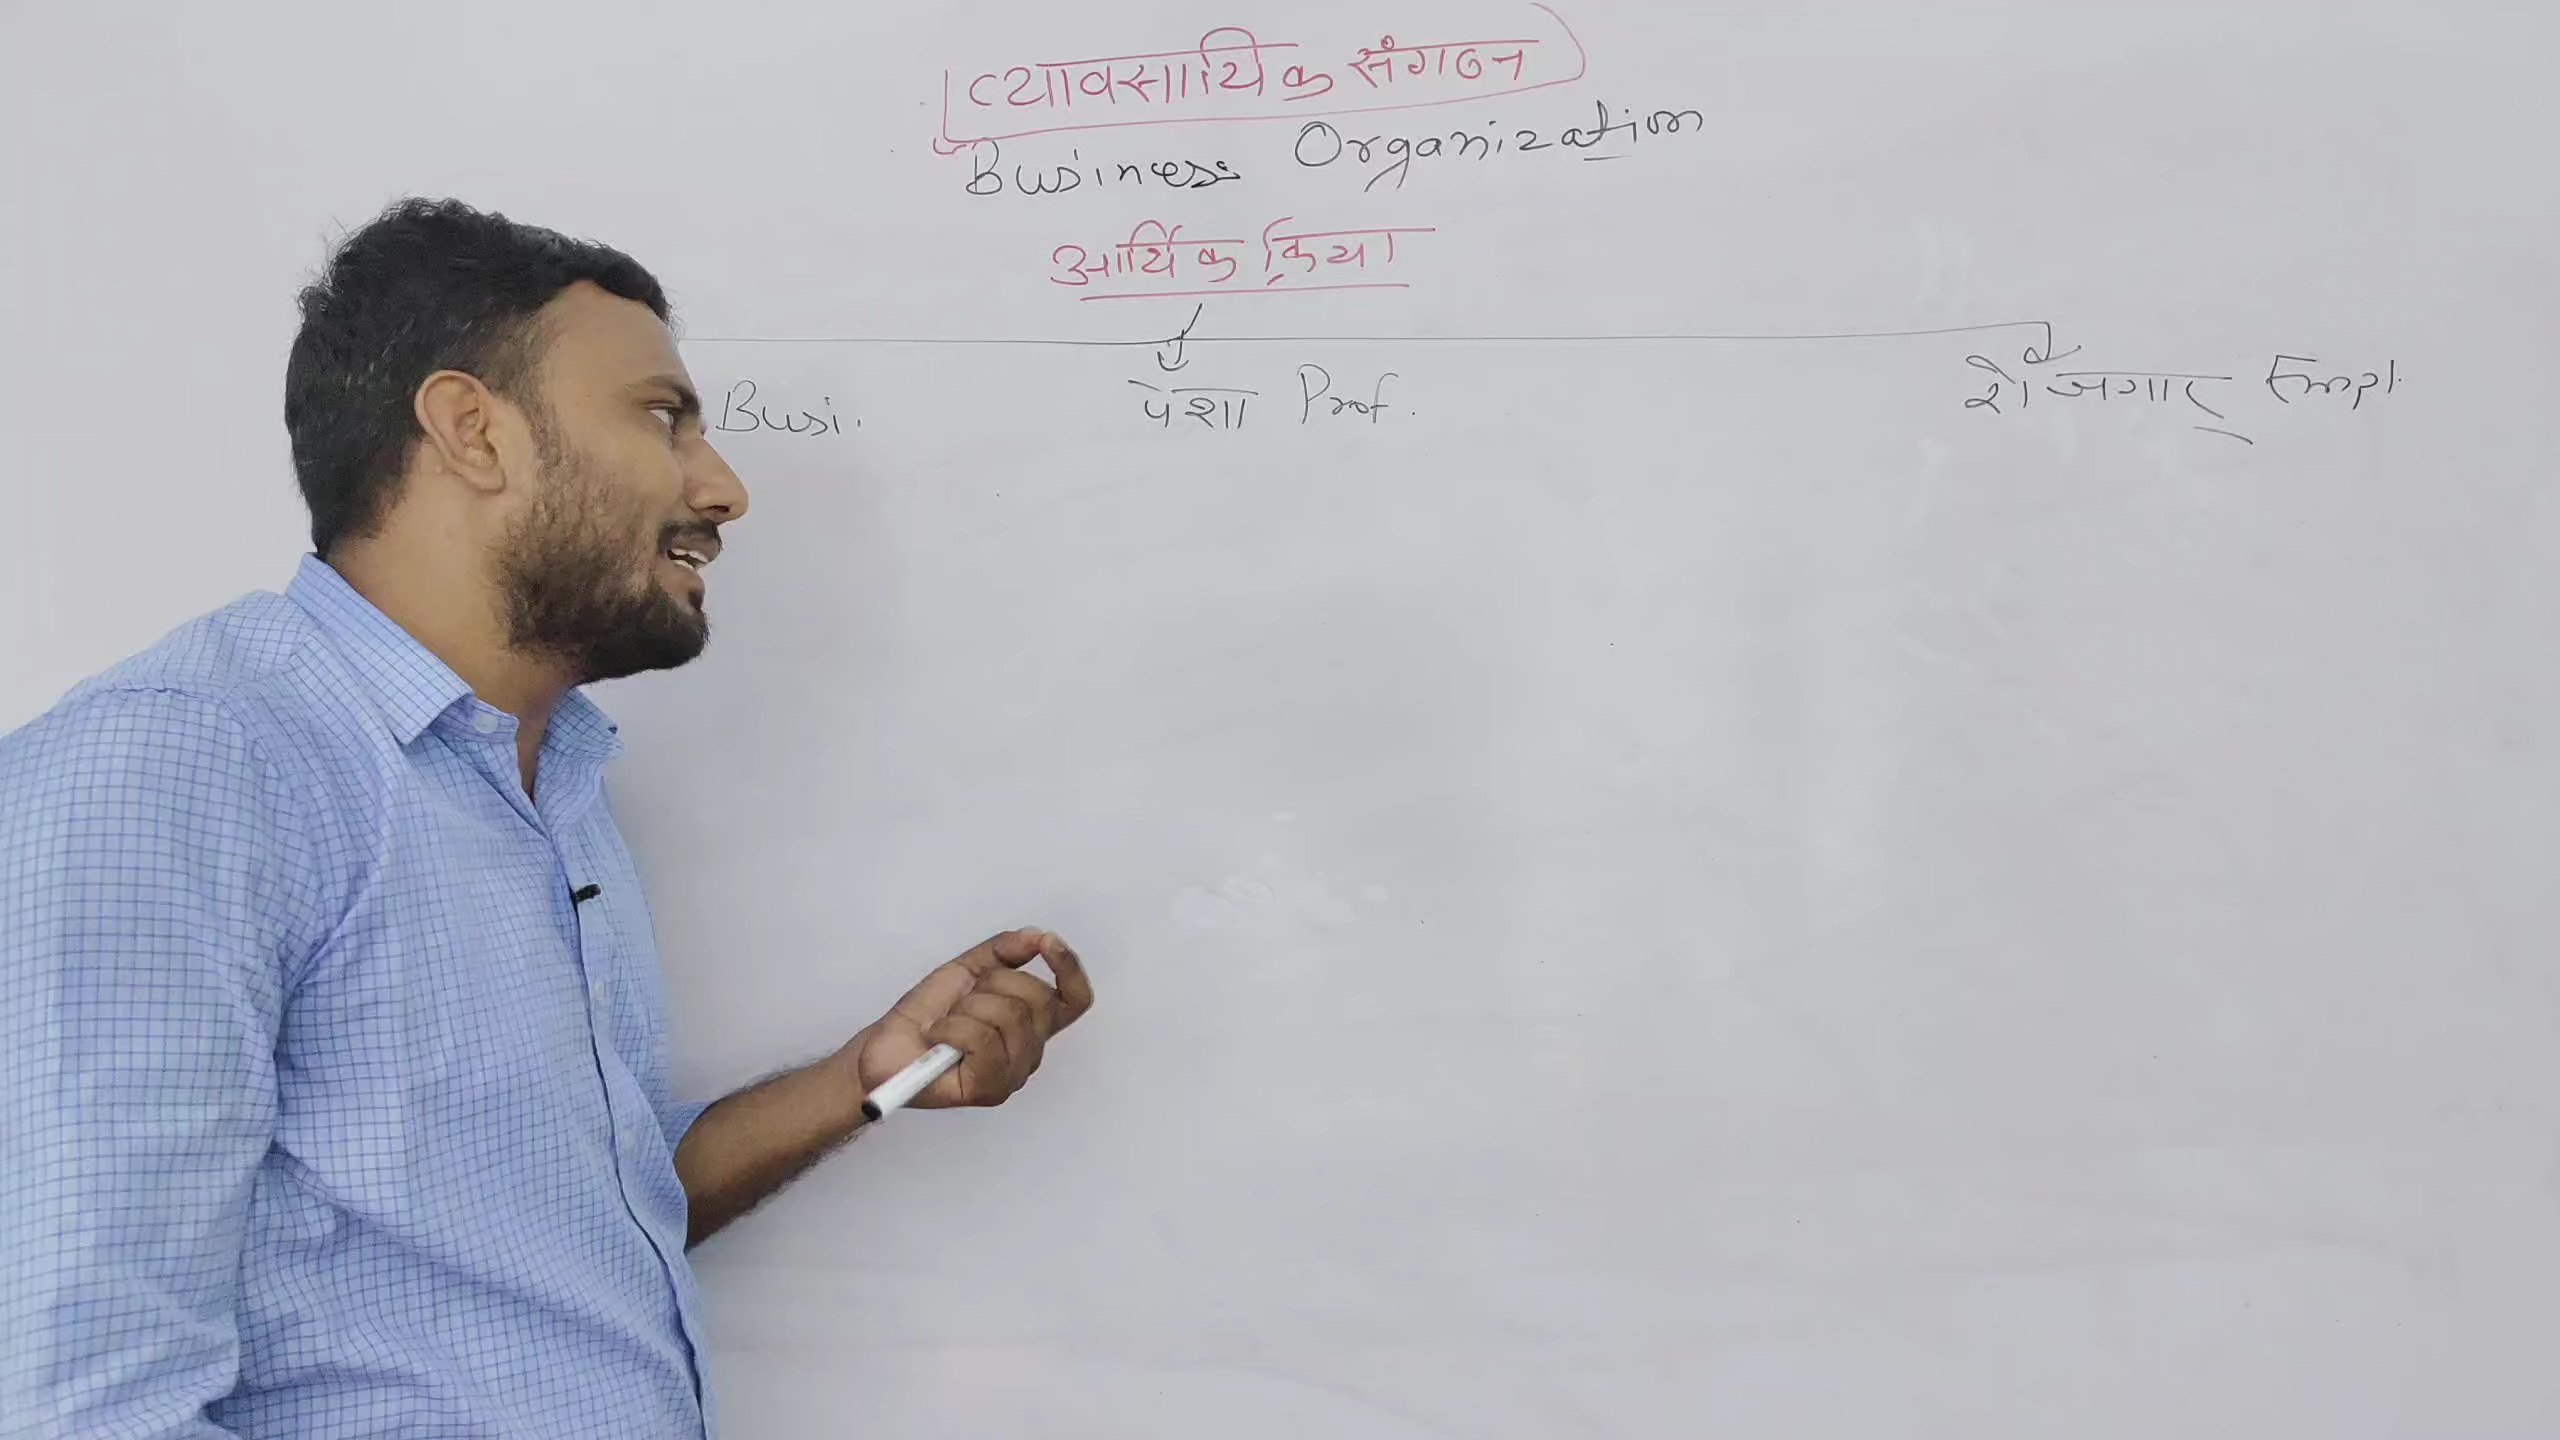 व्यावसायिक संगठन
Business Organization
आर्थिक क्रिया
Busi. पेशा Prof. रोजगार Empl.